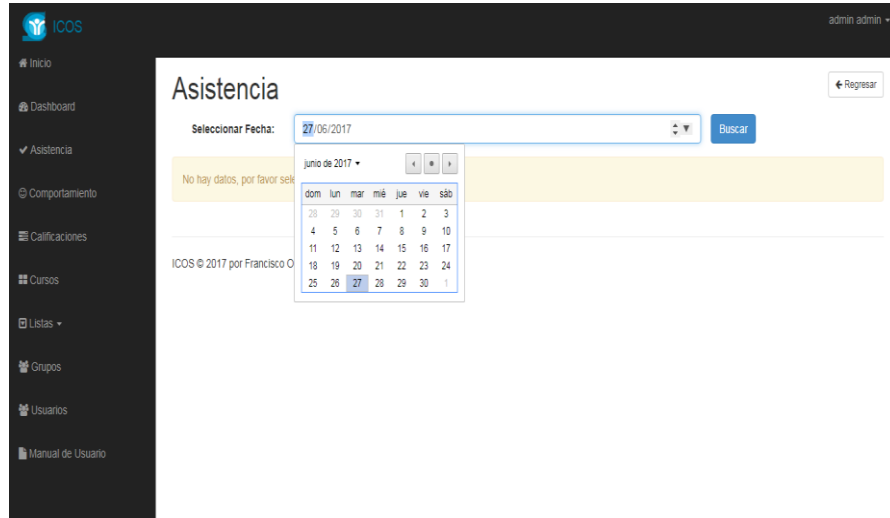 ICOS
admin admin
Inicio
Dashboard
Asistencia
Comportamiento
Calificaciones
Cursos
Listas
Grupos
Usuarios
Manual de Usuario
Asistencia
Regresar
Seleccionar Fecha: 27/06/2017 Buscar
junio de 2017
No hay datos, por favor
dom lun mar mié jue vie sáb
28 29 30 31 1 2 3
4 5 6 7 8 9 10
11 12 13 14 15 16 17
18 19 20 21 22 23 24
25 26 27 28 29 30 1
ICOS © 2017 por Francisco